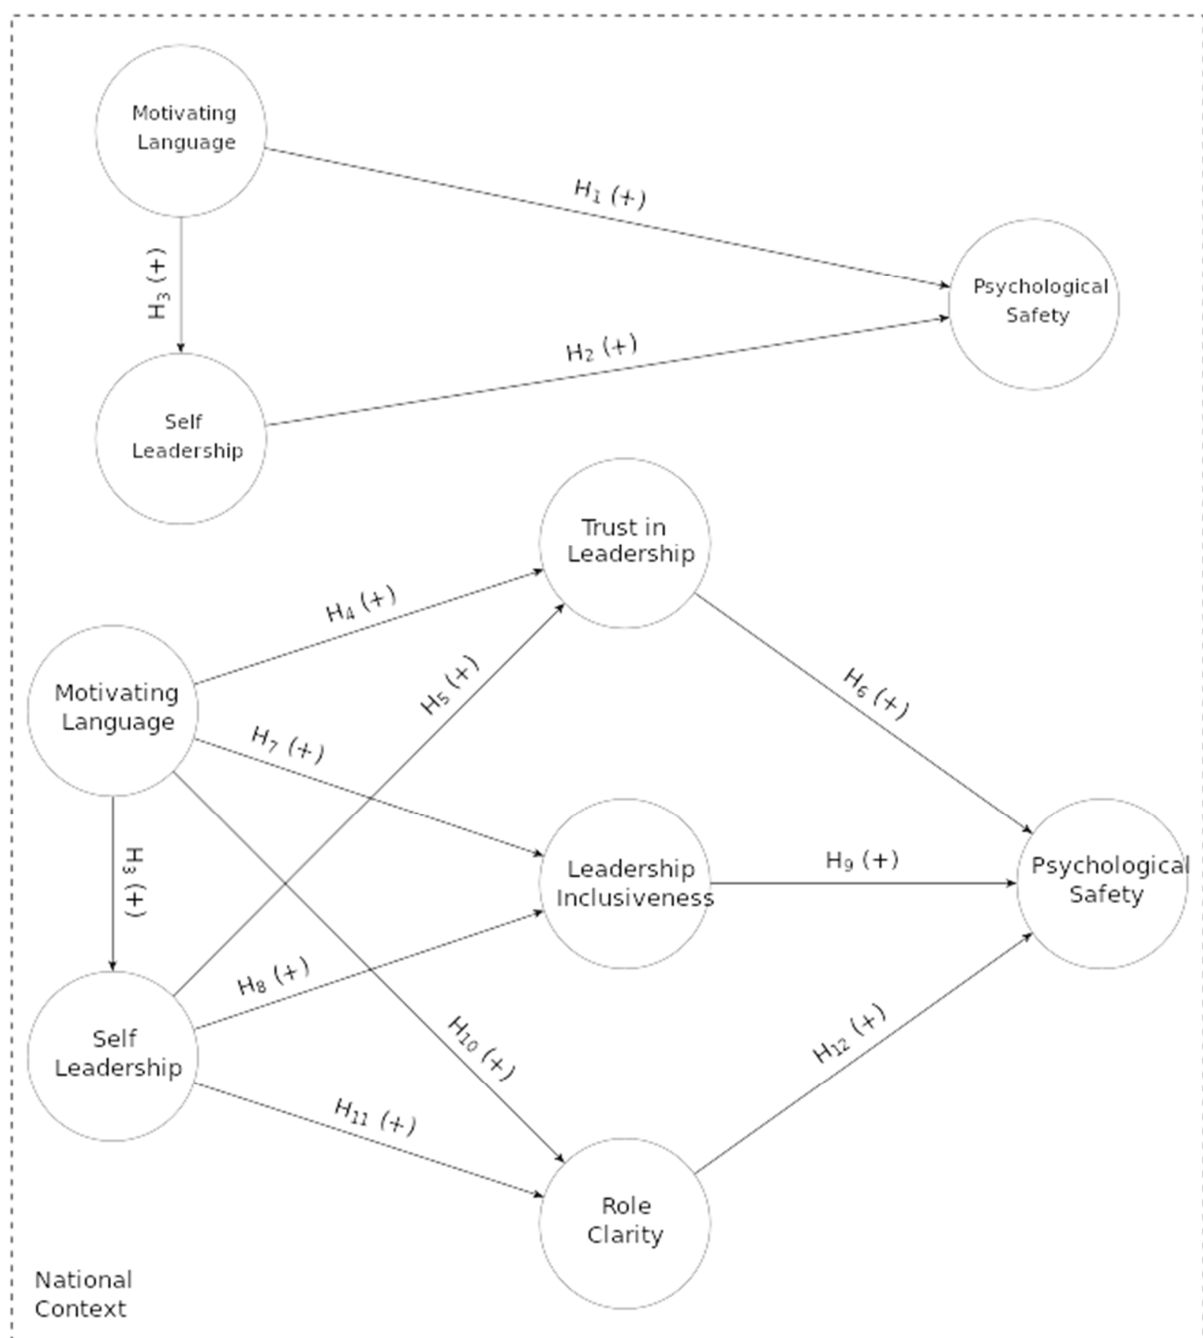 Motivating
Language
H₁ (+)
H₃ (+)
Psychological
Safety
H₂ (+)
Self
Leadership
Trust in
Leadership
H₄ (+)
H₅ (+)
H₆ (+)
Motivating
Language
H₇ (+)
H₃ (+)
Leadership
Inclusiveness
H₉ (+)
Psychological
Safety
H₈ (+)
Self
Leadership
H₁₀ (+)
H₁₂ (+)
H₁₁ (+)
Role
Clarity
National
Context